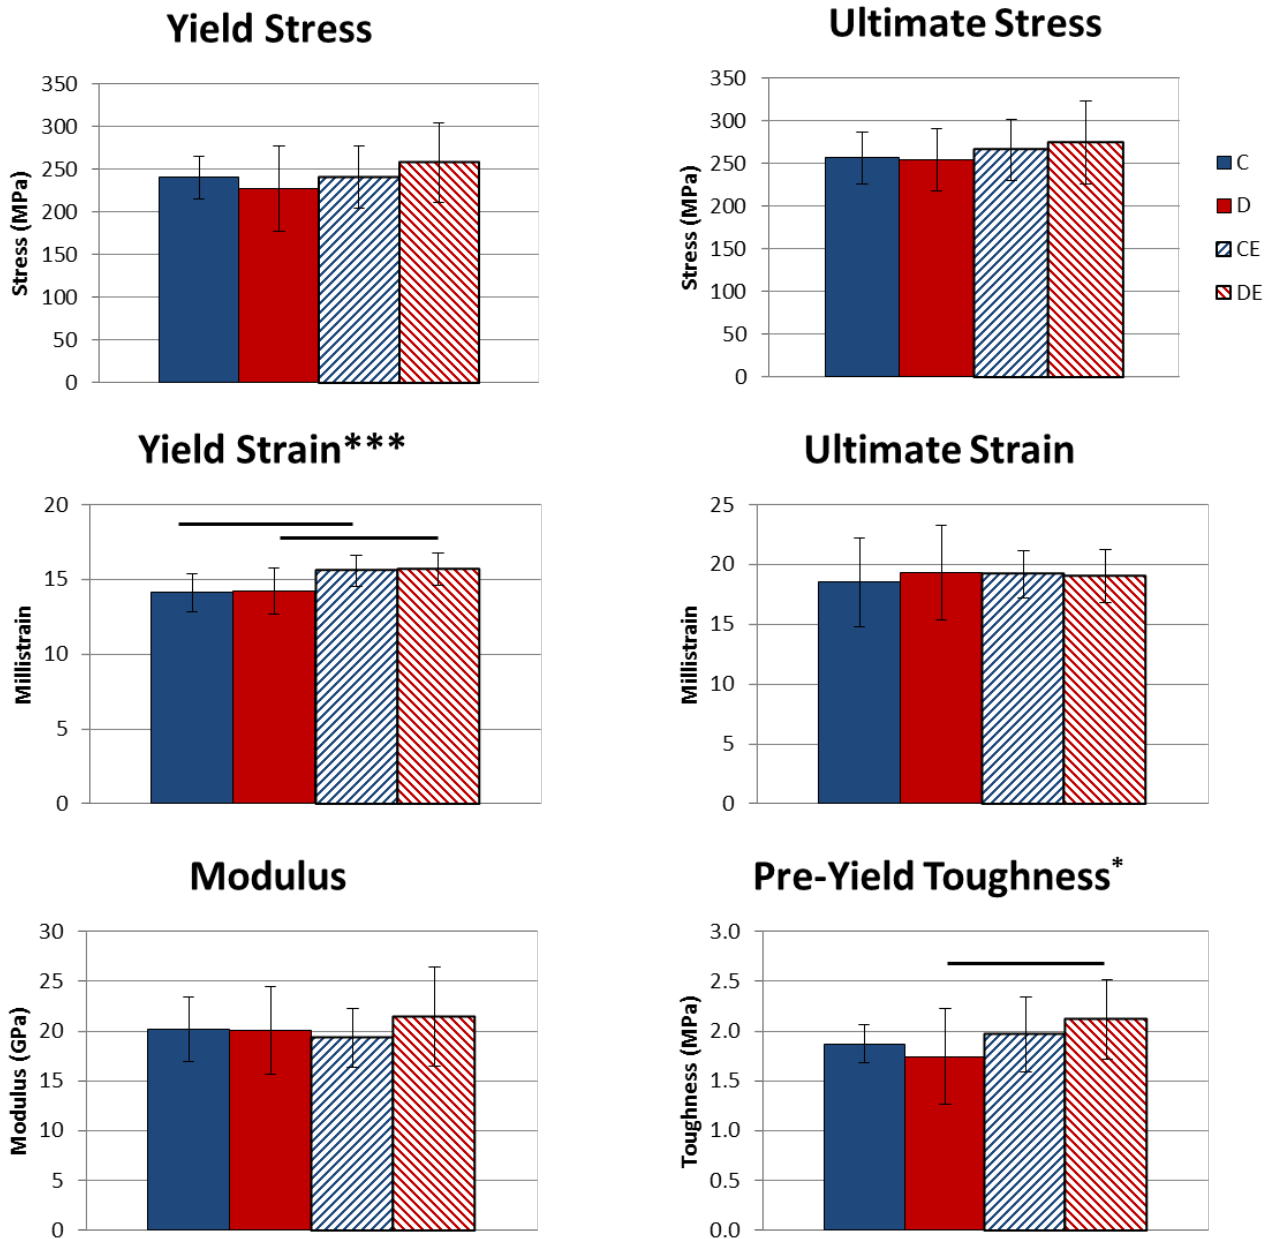 Yield Stress
Stress (MPa)
350
300
250
200
150
100
50
0
Ultimate Stress
Stress (MPa)
350
300
250
200
150
100
50
0
C
D
CE
DE
Yield Strain***
Millistrain
20
15
10
5
0
Ultimate Strain
Millistrain
25
20
15
10
5
0
Modulus
Modulus (GPa)
30
25
20
15
10
5
0
Pre-Yield Toughness*
Toughness (MPa)
3.0
2.5
2.0
1.5
1.0
0.5
0.0